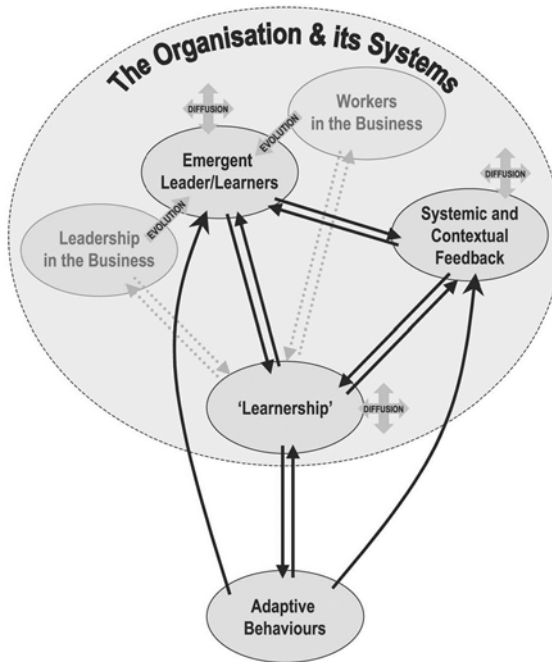 The Organisation & its Systems
DIFFUSION
Workers
in the Business
EVOLUTION
Emergent
Leader/Learners
DIFFUSION
Systemic and
Contextual
Feedback
EVOLUTION
Leadership
in the Business
‘Learnership’
DIFFUSION
Adaptive
Behaviours